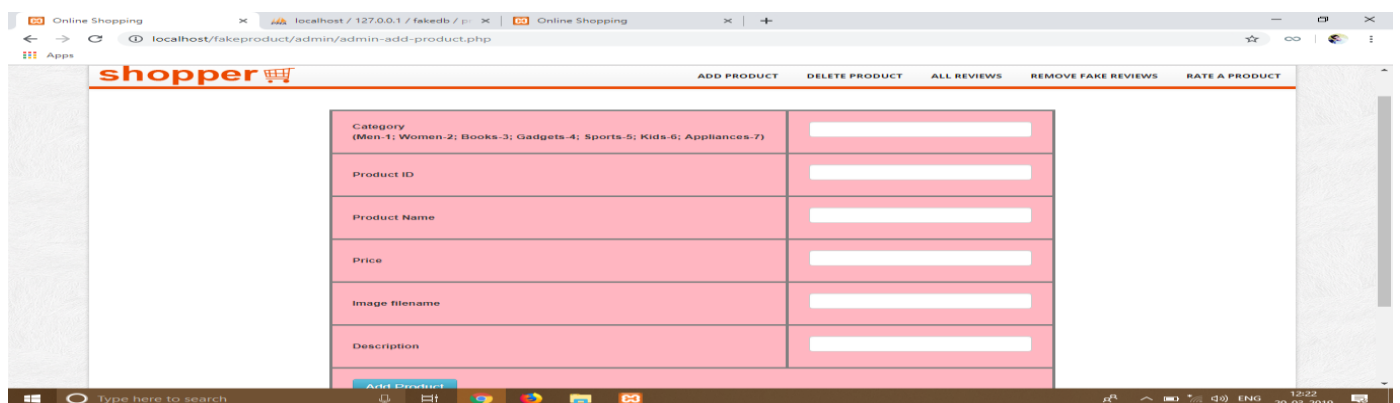 Online Shopping
localhost / 127.0.0.1 / fakedb / pr
Online Shopping
localhost/fakeproduct/admin/admin-add-product.php
Apps
shopper
ADD PRODUCT DELETE PRODUCT ALL REVIEWS REMOVE FAKE REVIEWS RATE A PRODUCT
Category
(Men-1; Women-2; Books-3; Gadgets-4; Sports-5; Kids-6; Appliances-7)
Product ID
Product Name
Price
Image filename
Description
Add Product
Type here to search
ENG
12:22